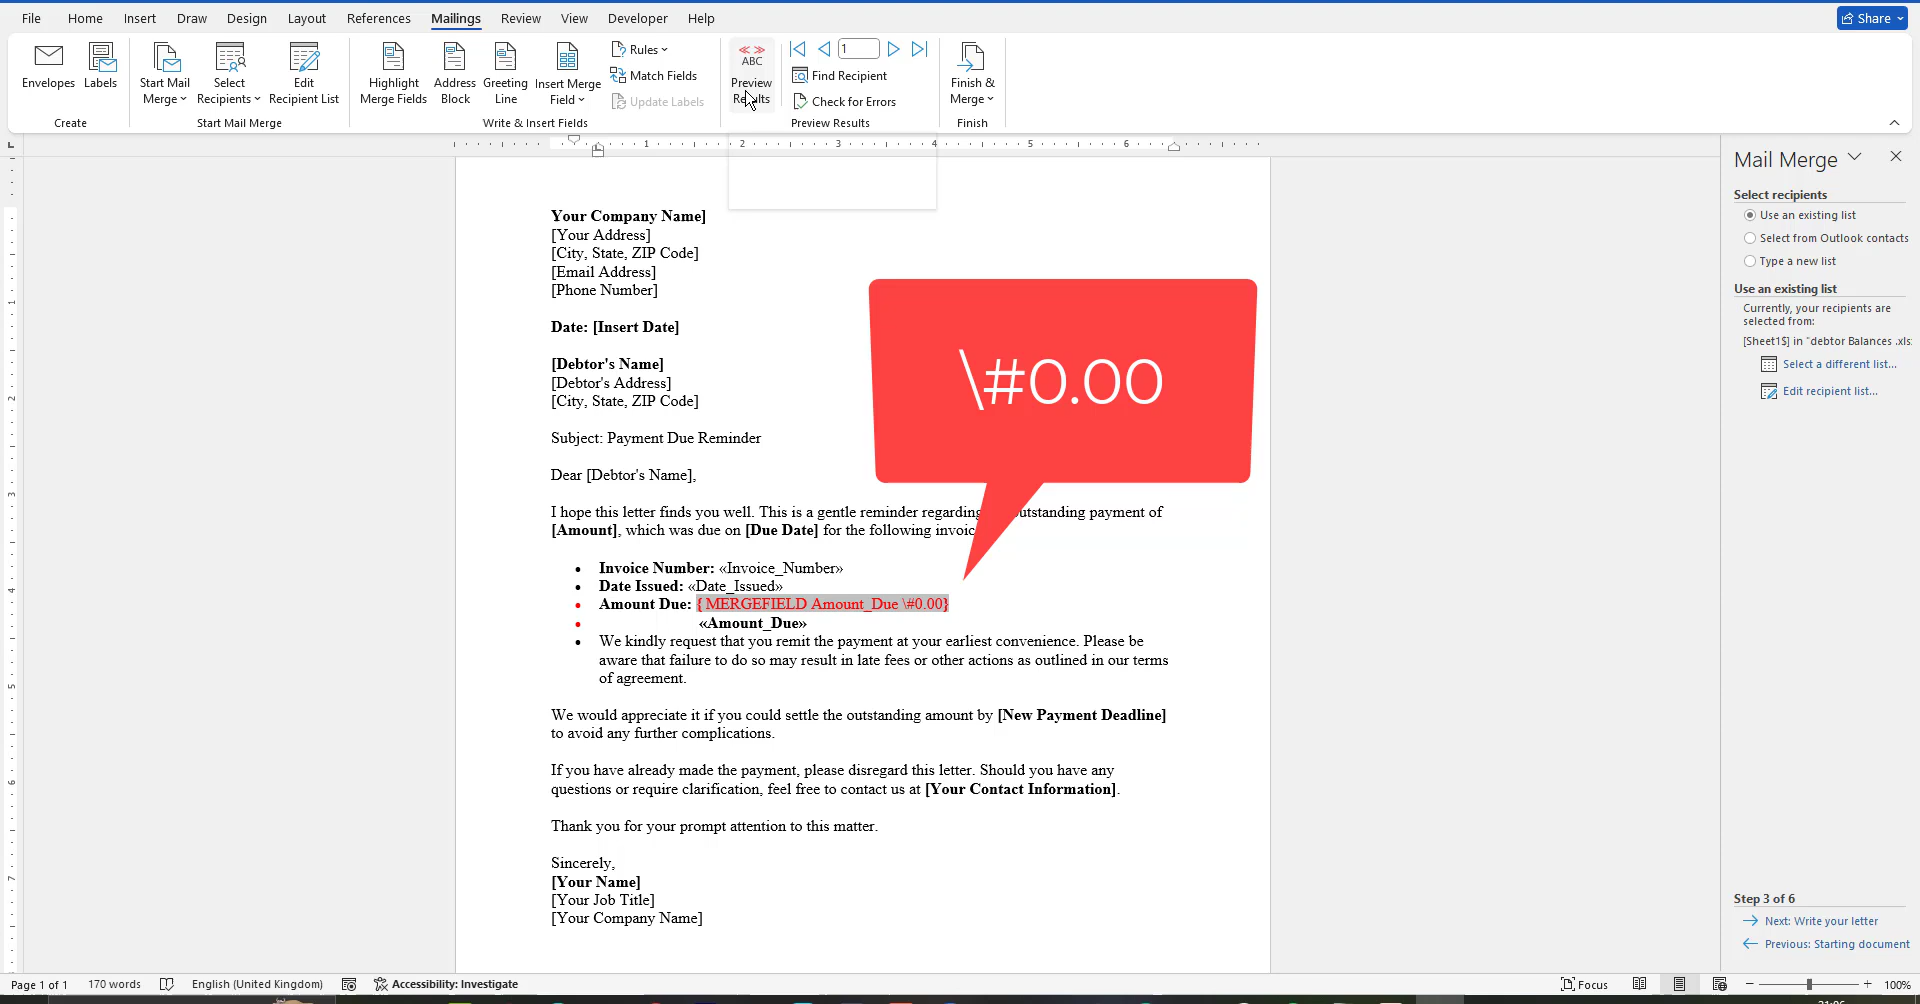 File Home Insert Draw Design Layout References Mailings Review View Developer Help Share
Envelopes
Labels
Create
Start Mail
Merge
Select
Recipients
Edit
Recipient List
Start Mail Merge
Highlight
Merge Fields
Address
Block
Greeting
Line
Insert Merge
Field
Rules
Match Fields
Update Labels
Write & Insert Fields
ABC
Preview
Results
1
Find Recipient
Check for Errors
Preview Results
Finish &
Merge
Finish
1 2 3 4 5 6
Your Company Name]
[Your Address]
[City, State, ZIP Code]
[Email Address]
[Phone Number]
Date: [Insert Date]
[Debtor's Name]
[Debtor's Address]
[City, State, ZIP Code]
Subject: Payment Due Reminder
Dear [Debtor's Name],
\#0.00
I hope this letter finds you well. This is a gentle reminder regarding outstanding payment of
[Amount], which was due on [Due Date] for the following
• Invoice Number: «Invoice_Number»
• Date Issued: «Date_Issued»
• Amount Due: { MERGEFIELD Amount_Due \#0.00}
• «Amount_Due»
• We kindly request that you remit the payment at your earliest convenience. Please be
aware that failure to do so may result in late fees or other actions as outlined in our terms
of agreement.
We would appreciate it if you could settle the outstanding amount by [New Payment Deadline]
to avoid any further complications.
If you have already made the payment, please disregard this letter. Should you have any
questions or require clarification, feel free to contact us at [Your Contact Information].
Thank you for your prompt attention to this matter.
Sincerely,
[Your Name]
[Your Job Title]
[Your Company Name]
1
2
3
4
5
6
7
Mail Merge
Select recipients
Use an existing list
Select from Outlook contacts
Type a new list
Use an existing list
Currently, your recipients are
selected from:
[Sheet1$] in "debtor Balances .xls
Select a different list...
Edit recipient list...
Step 3 of 6
Next: Write your letter
Previous: Starting document
Page 1 of 1 170 words English (United Kingdom) Accessibility: Investigate Focus 100%